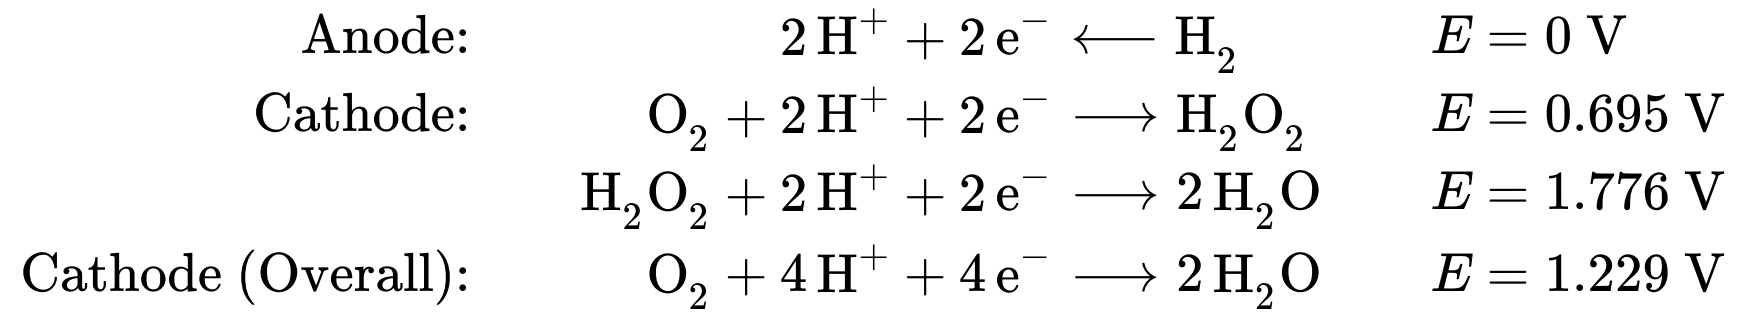 Anode: 2 H⁺ + 2 e⁻ ⟵ H₂ E = 0 V
Cathode: O₂ + 2 H⁺ + 2 e⁻ ⟶ H₂O₂ E = 0.695 V
H₂O₂ + 2 H⁺ + 2 e⁻ ⟶ 2 H₂O E = 1.776 V
Cathode (Overall): O₂ + 4 H⁺ + 4 e⁻ ⟶ 2 H₂O E = 1.229 V